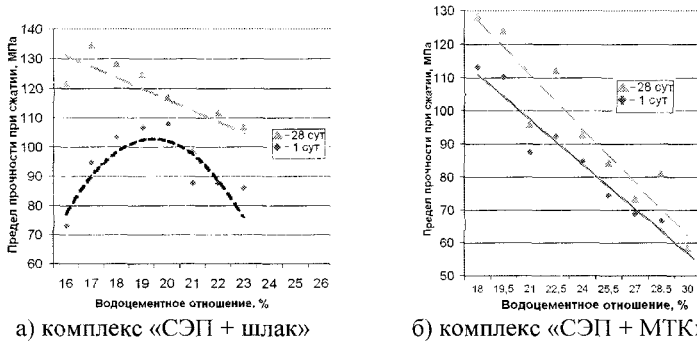 Предел прочности при сжатии, МПа
140
130
120
110
100
90
80
70
60
16 17 18 19 20 21 22 23 24 25 26
Водоцементное отношение, %
-28 сут
-1 сут
а) комплекс «СЭП + шлак»
Предел прочности при сжатии, МПа
130
120
110
100
90
80
70
60
50
18 19,5 21 22,5 24 25,5 27 28,5 30
Водоцементное отношение, %
-28 сут
-1 сут
б) комплекс «СЭП + МТК»